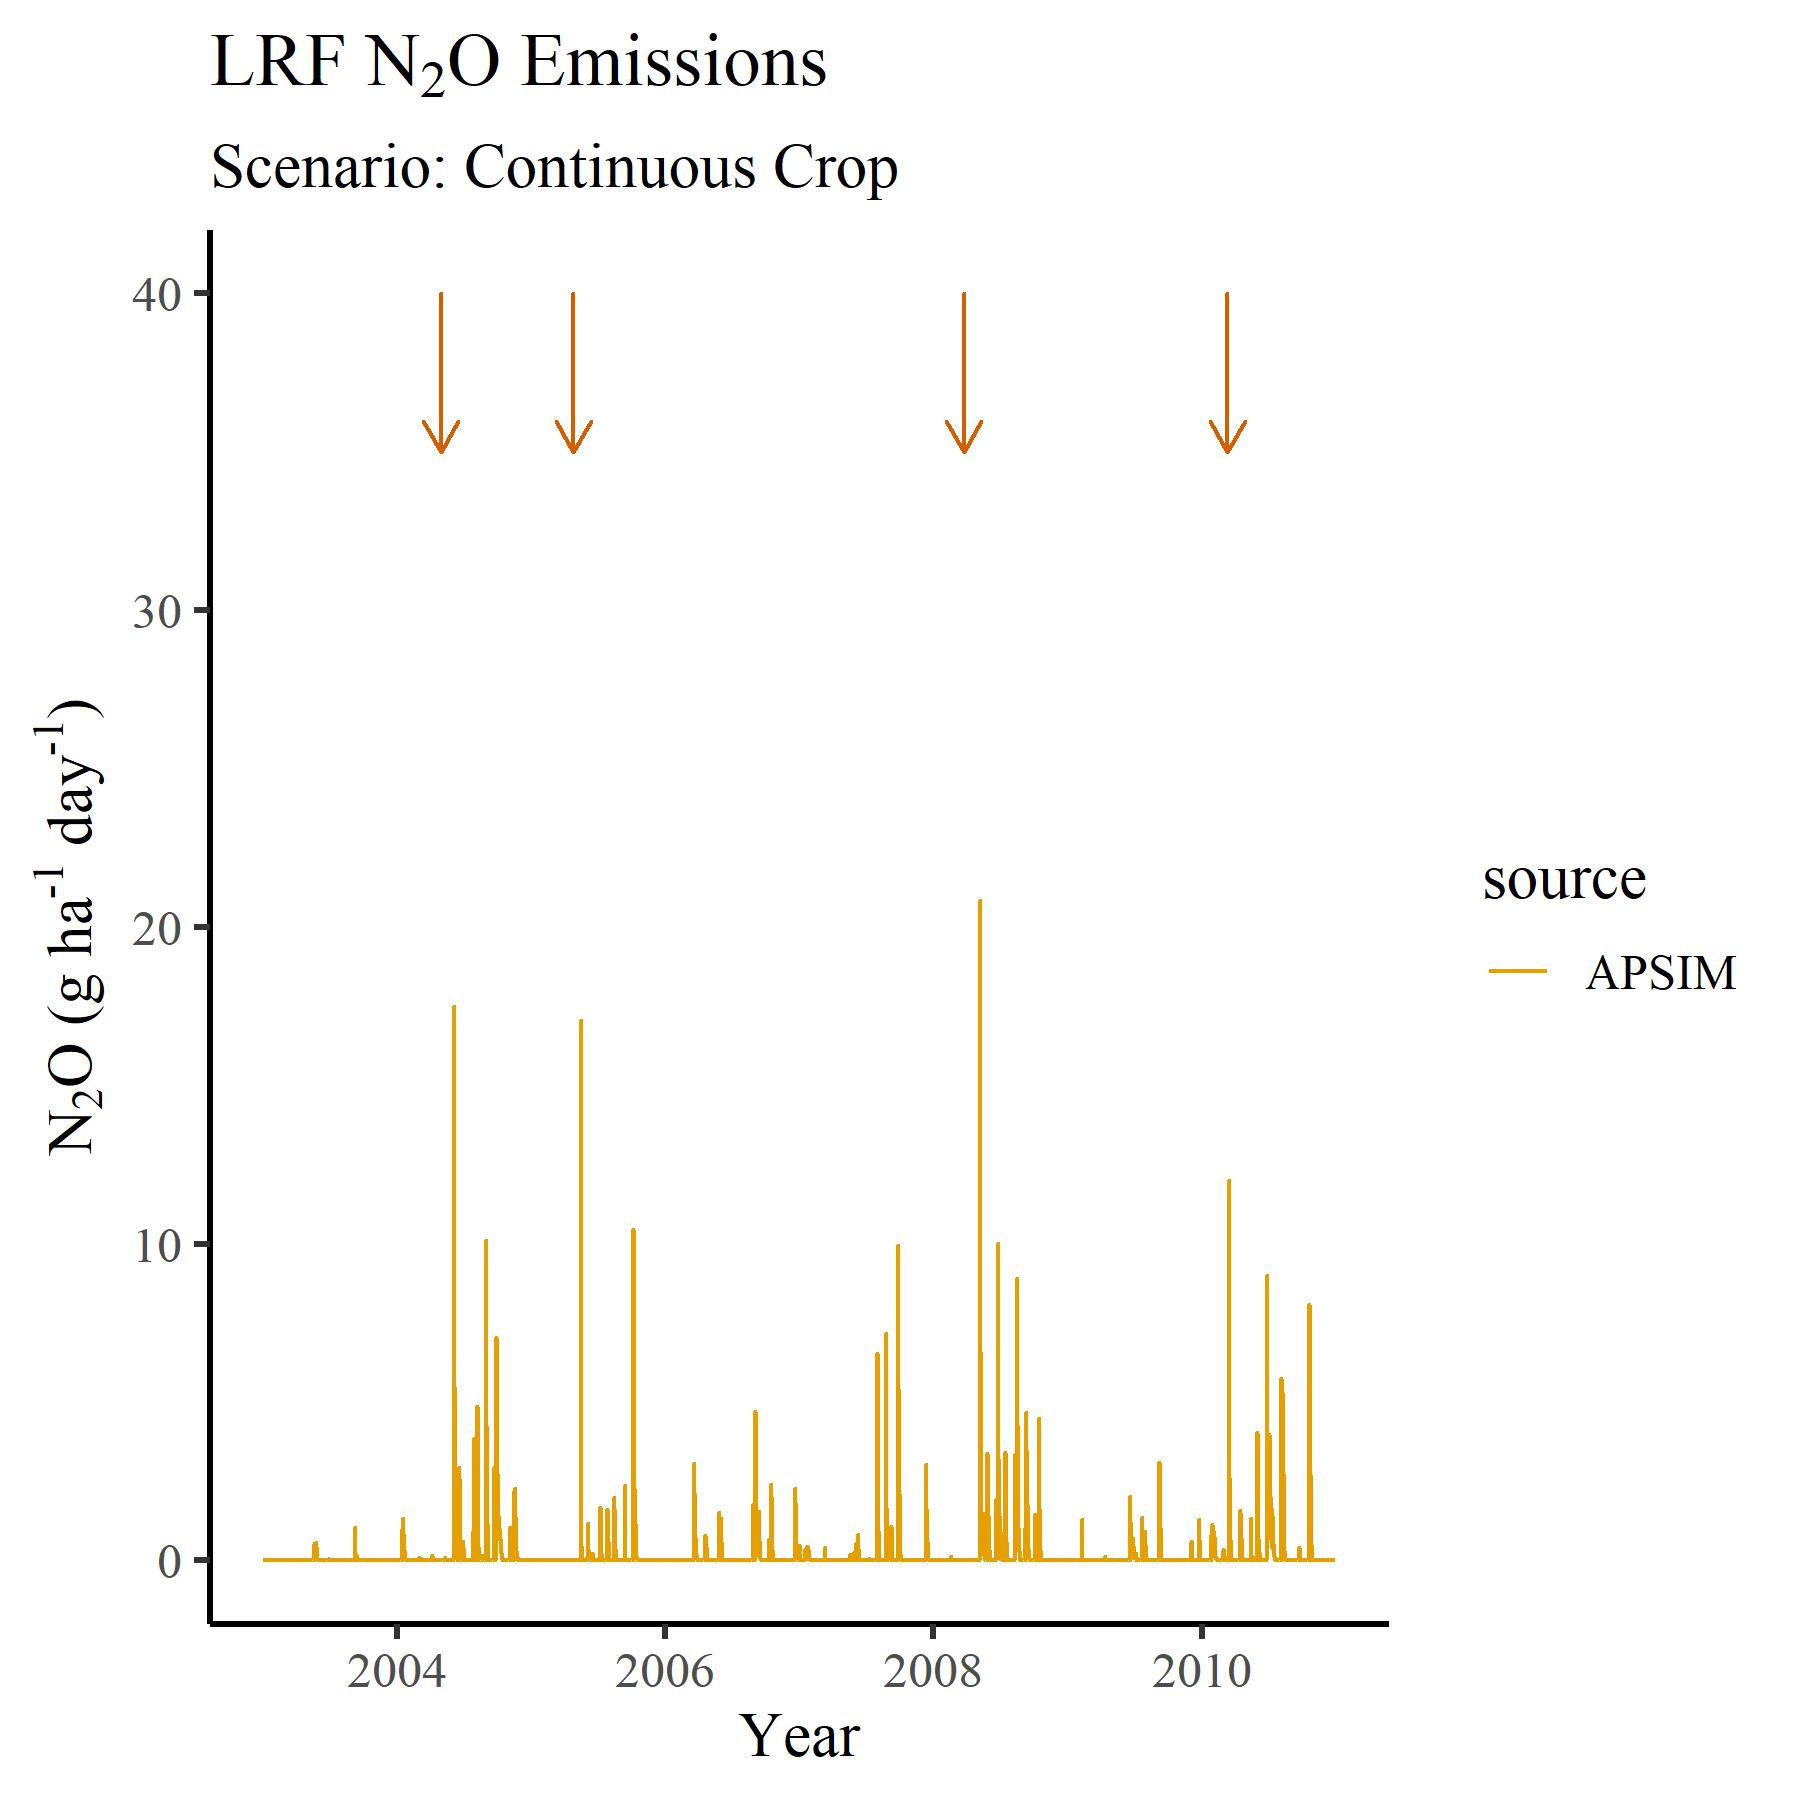 LRF N₂O Emissions
Scenario: Continuous Crop
40
30
20
10
0
N₂O (g ha⁻¹ day⁻¹)
2004 2006 2008 2010
Year
source
APSIM